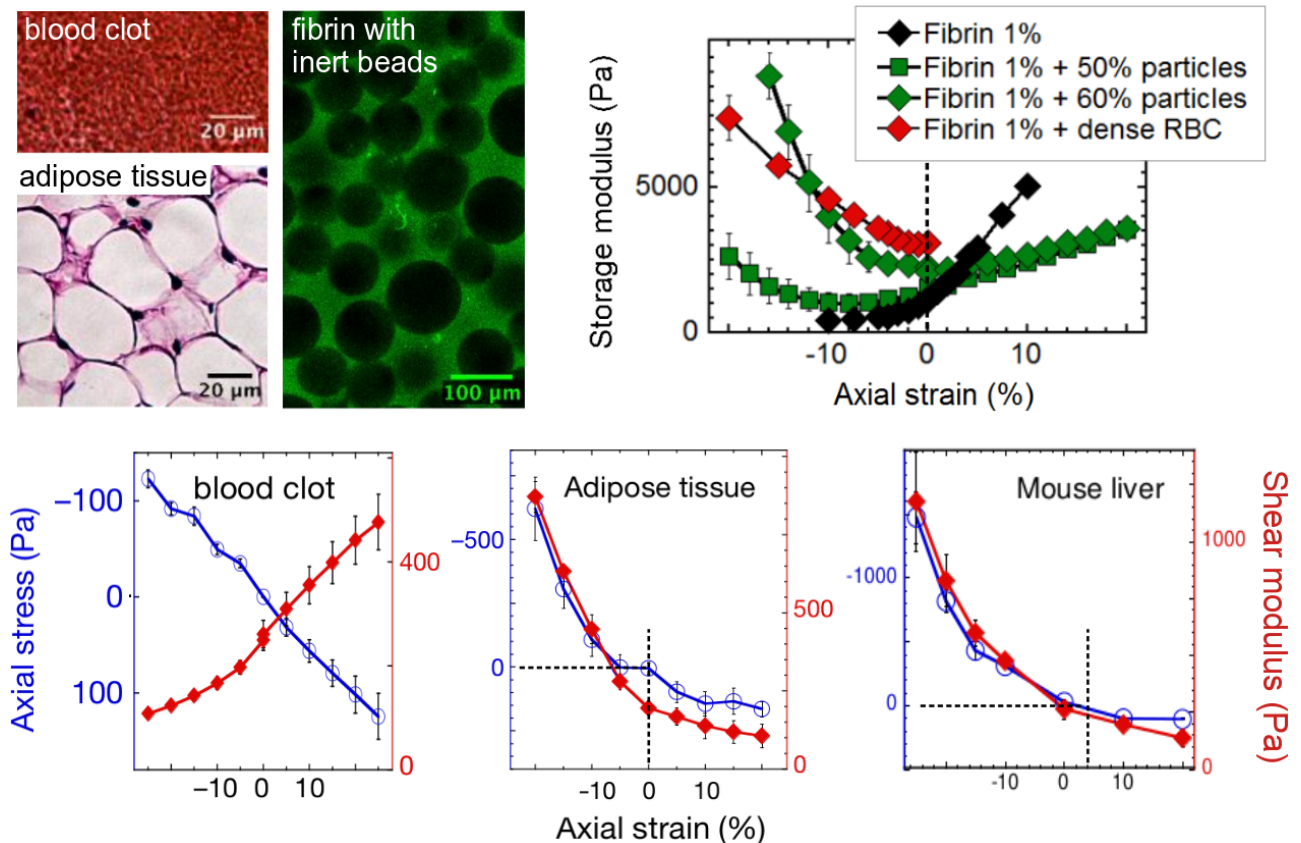 blood clot
20 µm
adipose tissue
20 µm
fibrin with
inert beads
100 µm
Fibrin 1%
Fibrin 1% + 50% particles
Fibrin 1% + 60% particles
Fibrin 1% + dense RBC
Storage modulus (Pa)
5000
0
-10
0
10
Axial strain (%)
blood clot
Axial stress (Pa)
−100
0
100
400
0
−10
0
10
Adipose tissue
-500
0
500
0
-10
0
10
Axial strain (%)
Mouse liver
-1000
0
1000
0
-10
0
10
Shear modulus (Pa)